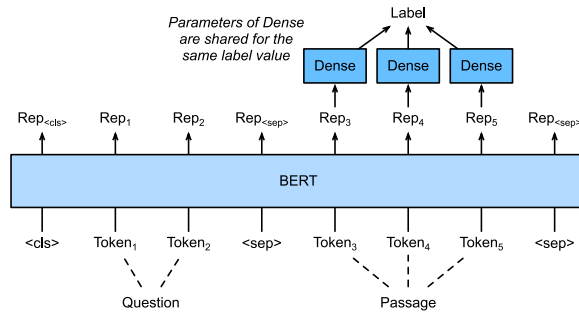 Parameters of Dense
are shared for the
same label value
Label
Dense Dense Dense
Rep<cls> Rep1 Rep2 Rep<sep> Rep3 Rep4 Rep5 Rep<sep>
BERT
<cls> Token1 Token2 <sep> Token3 Token4 Token5 <sep>
Question Passage